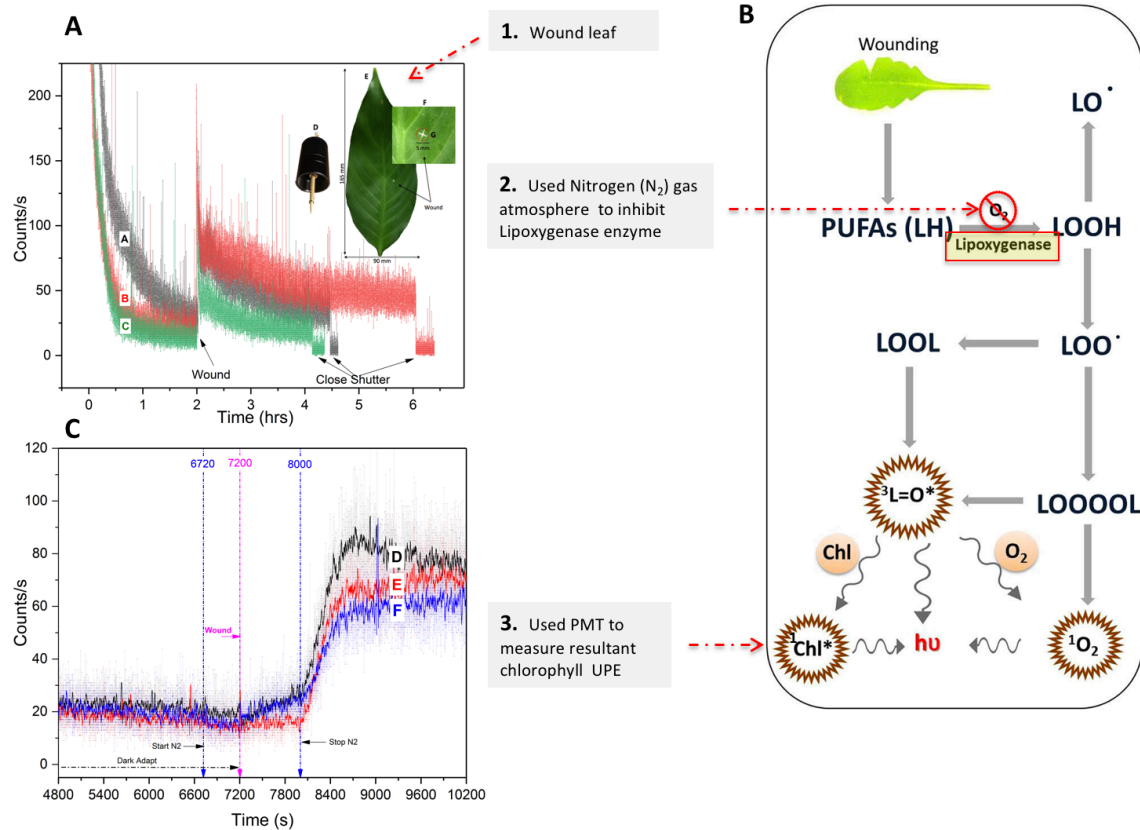 A
Counts/s
200
150
100
50
0
0
1
2
3
4
5
6
Time (hrs)
A
B
C
Wound
Close Shutter
D
E
F
G
5 mm
165 mm
Wound
90 mm
1. Wound leaf
2. Used Nitrogen (N₂) gas
atmosphere to inhibit
Lipoxygenase enzyme
3. Used PMT to
measure resultant
chlorophyll UPE
B
Wounding
LO˙
PUFAs (LH)
O₂
Lipoxygenase
LOOH
LOOL
LOO˙
³L=O*
LOOOOL
Chl
O₂
¹Chl*
hυ
¹O₂
C
Counts/s
120
100
80
60
40
20
0
6720
7200
8000
D
E
F
Wound
Start N2
Stop N2
Dark Adapt
4800
5400
6000
6600
7200
7800
8400
9000
9600
10200
Time (s)